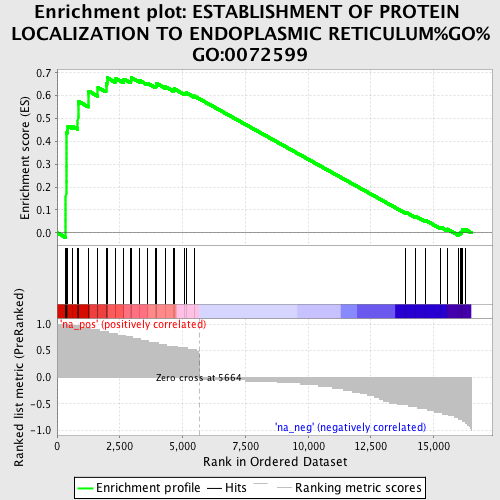 Enrichment plot: ESTABLISHMENT OF PROTEIN
LOCALIZATION TO ENDOPLASMIC RETICULUM%GO%
GO:0072599
Enrichment score (ES)
0.7
0.6
0.5
0.4
0.3
0.2
0.1
0.0
'na_pos' (positively correlated)
Ranked list metric (PreRanked)
1.0
0.5
0.0
-0.5
-1.0
Zero cross at 5664
'na_neg' (negatively correlated)
0
2,500
5,000
7,500
10,000
12,500
15,000
Rank in Ordered Dataset
Enrichment profile
Hits
Ranking metric scores